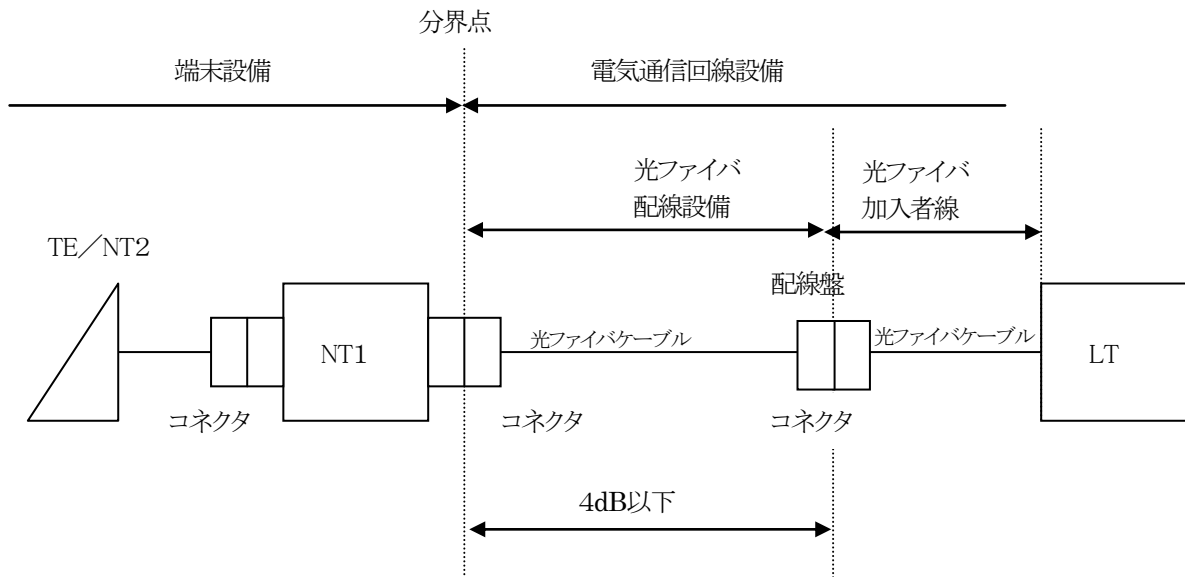 分界点
端末設備
電気通信回線設備
光ファイバ
配線設備
光ファイバ
加入者線
TE／NT2
配線盤
NT1
光ファイバケーブル
光ファイバケーブル
LT
コネクタ
コネクタ
コネクタ
4dB以下